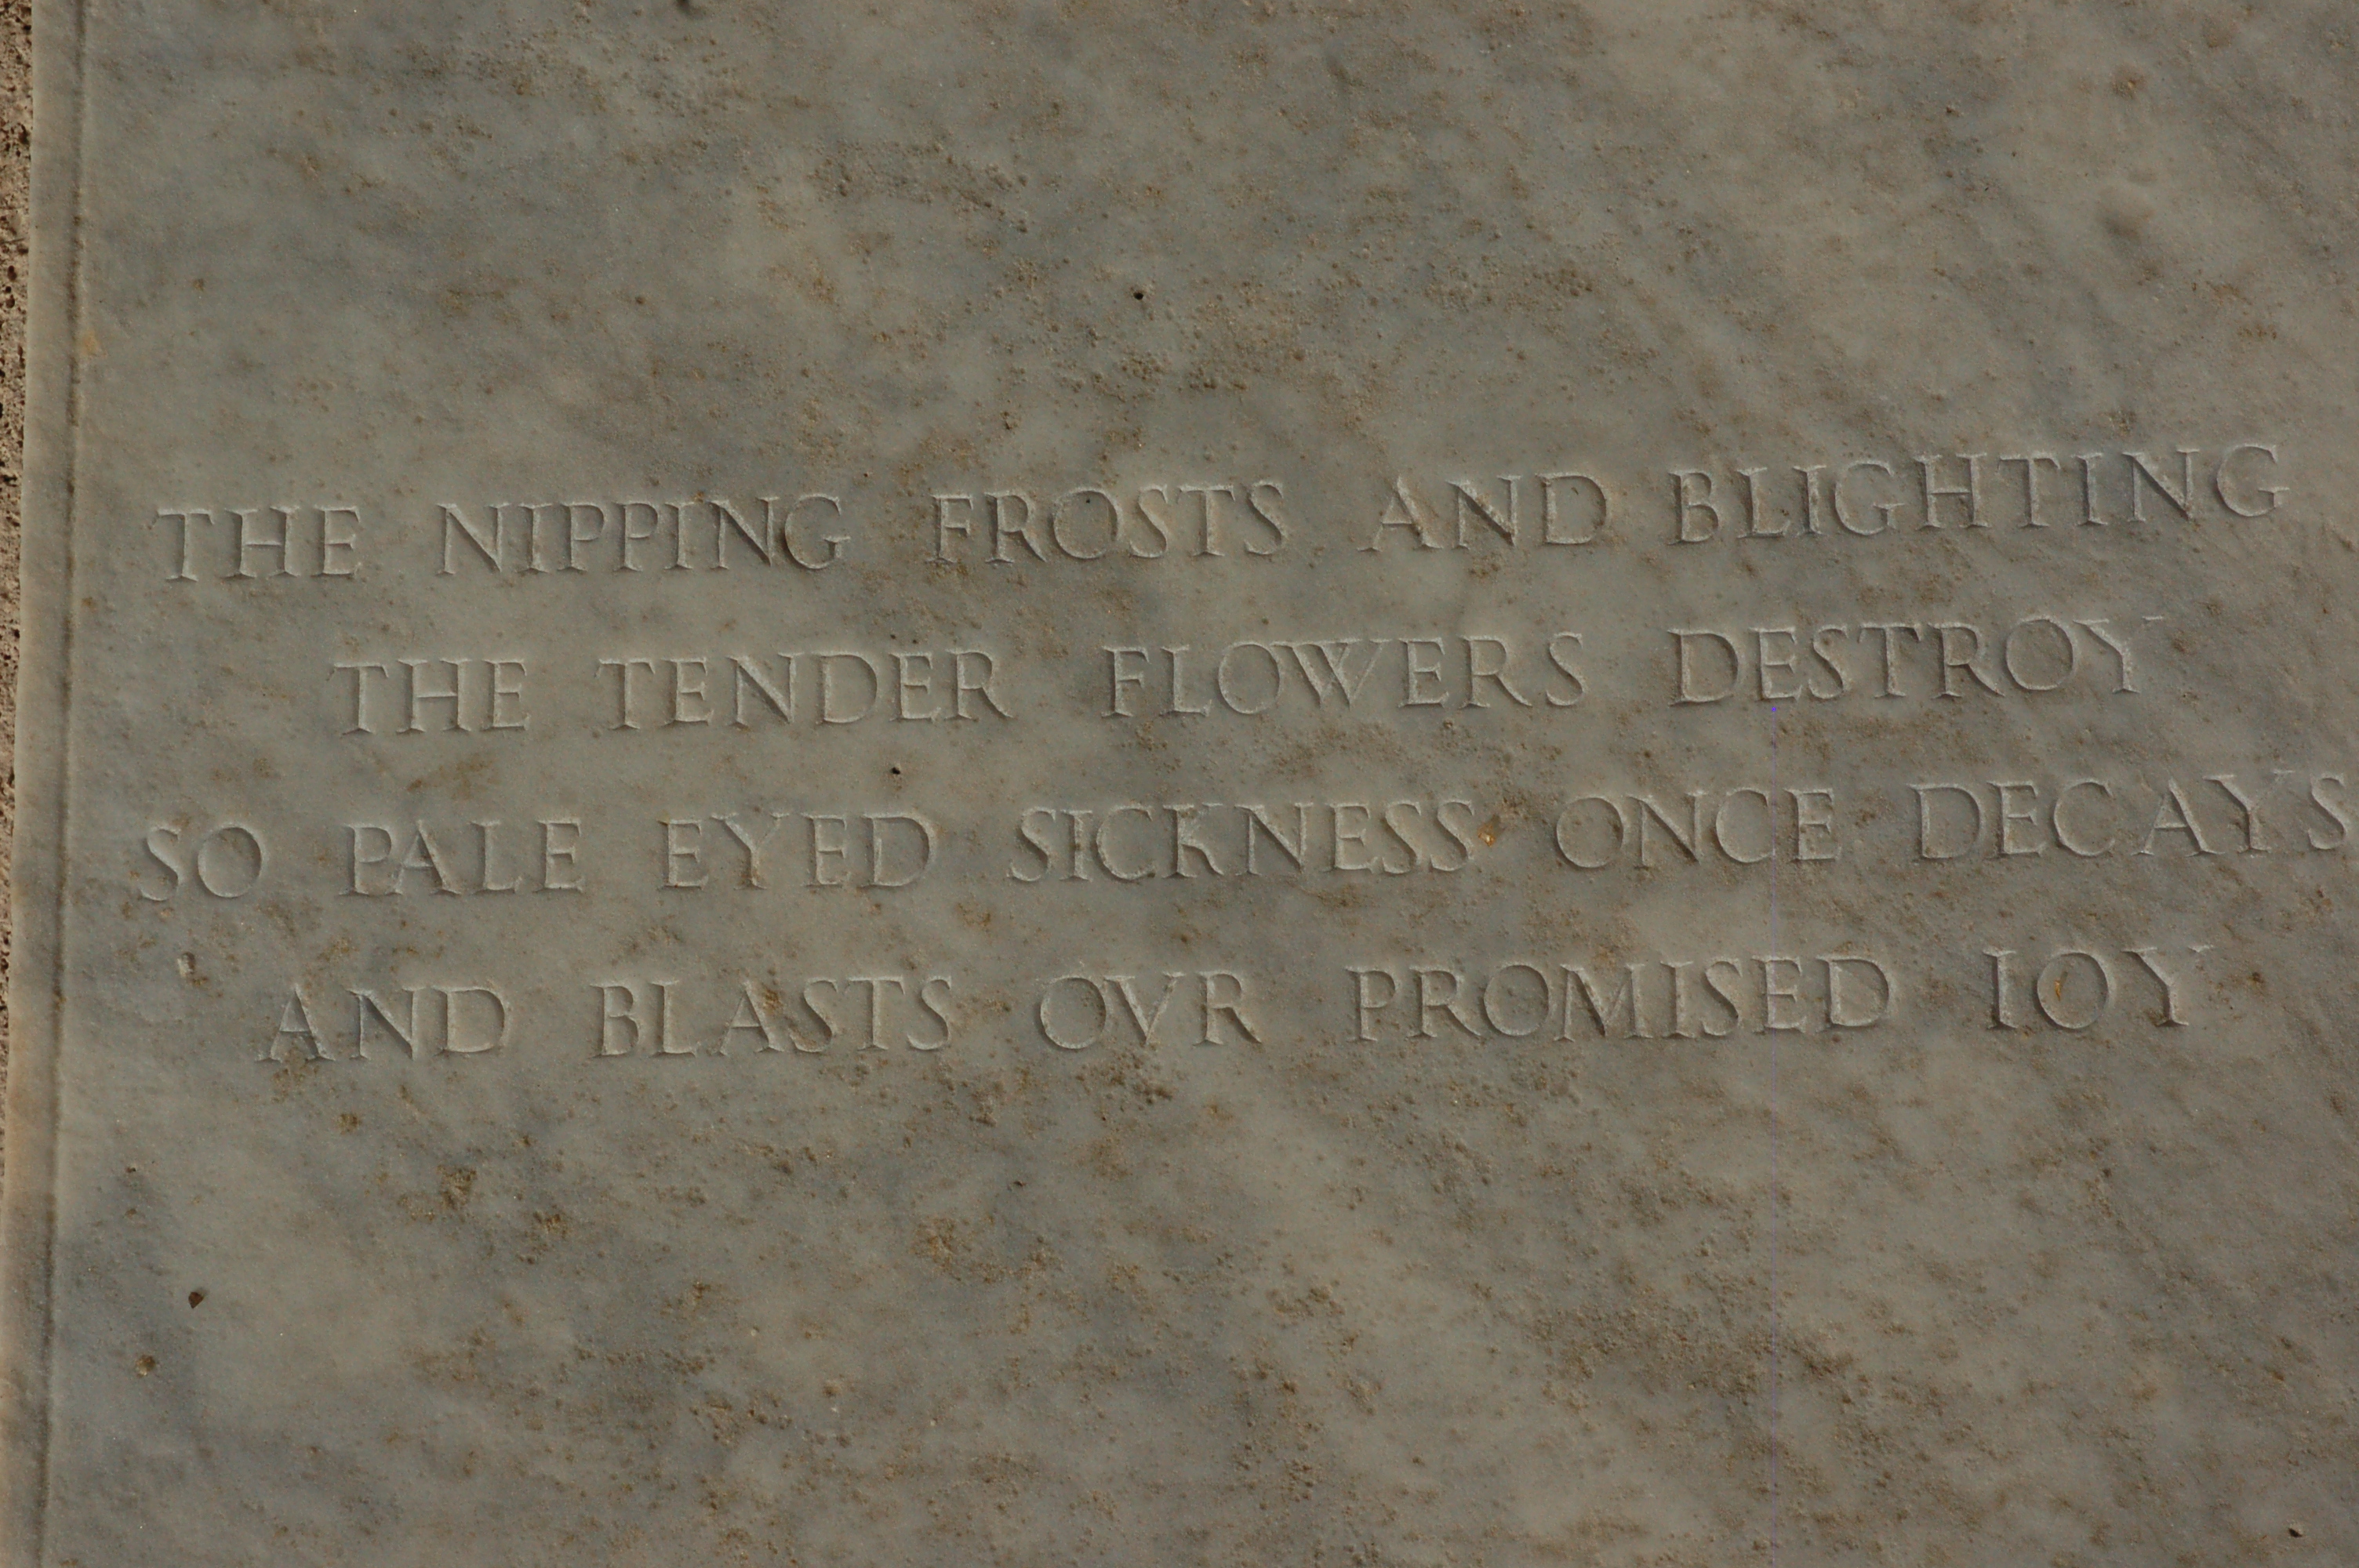 THE NIPPING FROSTS AND BLIGHTING
THE TENDER FLOWERS DESTROY
SO PALE EYED SICKNESS ONCE DECAYS
AND BLASTS OVR PROMISED IOY